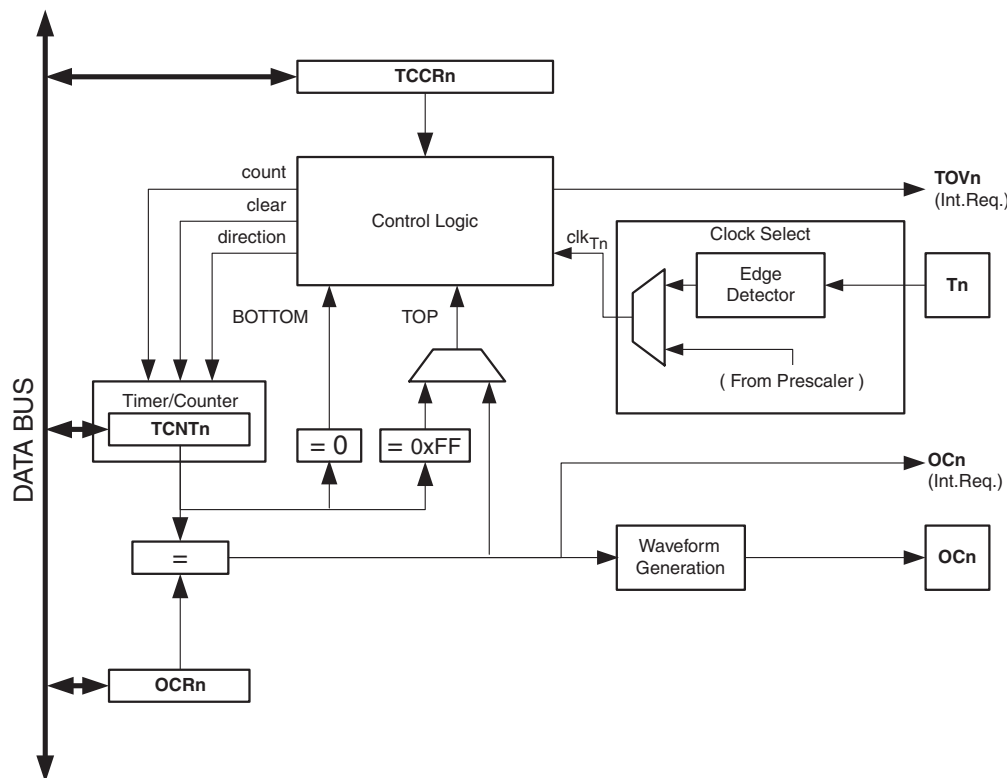 TCCRn
count
clear
direction
Control Logic
TOVn
(Int.Req.)
clkTn
Clock Select
Edge
Detector
Tn
( From Prescaler )
BOTTOM
TOP
Timer/Counter
TCNTn
= 0
= 0xFF
DATA BUS
OCn
(Int.Req.)
=
Waveform
Generation
OCn
OCRn